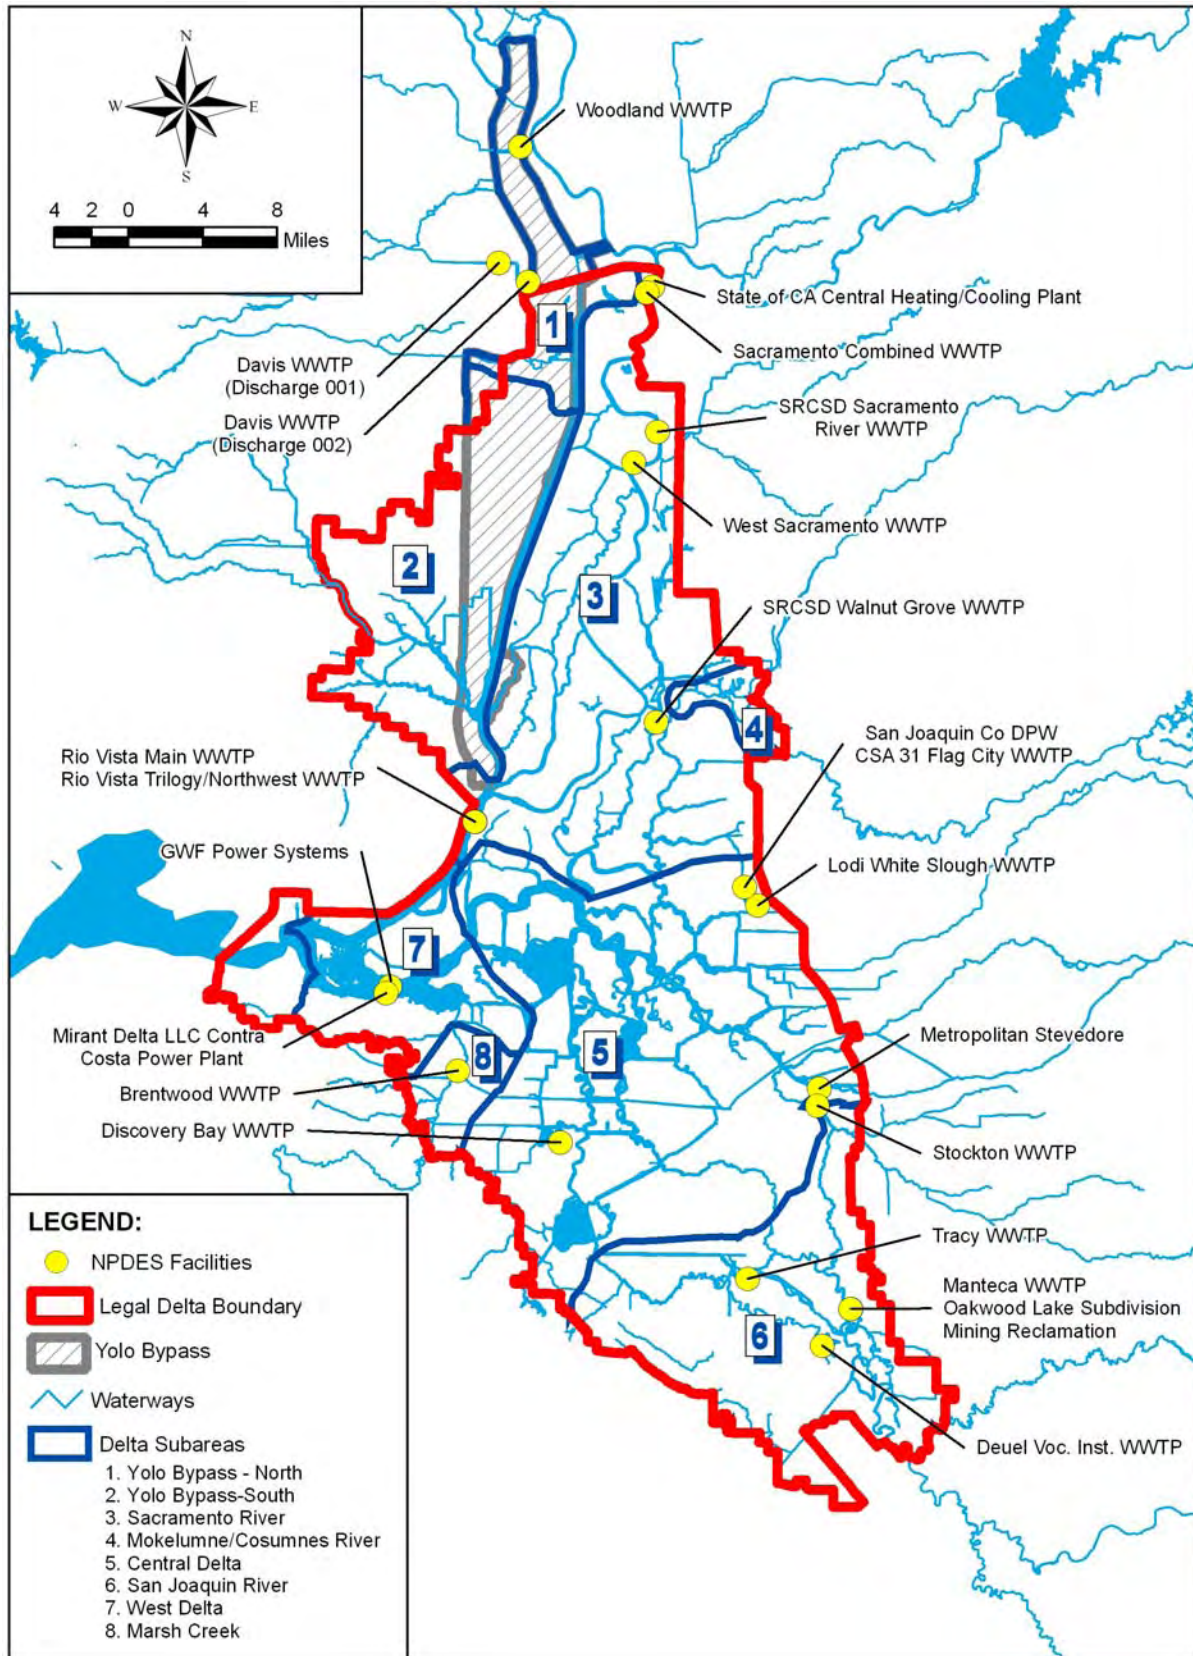 N
W
E
S
4 2 0 4 8
Miles
Woodland WWTP
State of CA Central Heating/Cooling Plant
1
Sacramento Combined WWTP
Davis WWTP
(Discharge 001)
SRCSD Sacramento
River WWTP
Davis WWTP
(Discharge 002)
West Sacramento WWTP
2
3
SRCSD Walnut Grove WWTP
4
San Joaquin Co DPW
CSA 31 Flag City WWTP
Rio Vista Main WWTP
Rio Vista Trilogy/Northwest WWTP
GWF Power Systems
Lodi White Slough WWTP
7
Mirant Delta LLC Contra
Costa Power Plant
Metropolitan Stevedore
8
5
Brentwood WWTP
Discovery Bay WWTP
Stockton WWTP
Tracy WWTP
Manteca WWTP
Oakwood Lake Subdivision
Mining Reclamation
6
Deuel Voc. Inst. WWTP
LEGEND:
NPDES Facilities
Legal Delta Boundary
Yolo Bypass
Waterways
Delta Subareas
1. Yolo Bypass - North
2. Yolo Bypass-South
3. Sacramento River
4. Mokelumne/Cosumnes River
5. Central Delta
6. San Joaquin River
7. West Delta
8. Marsh Creek